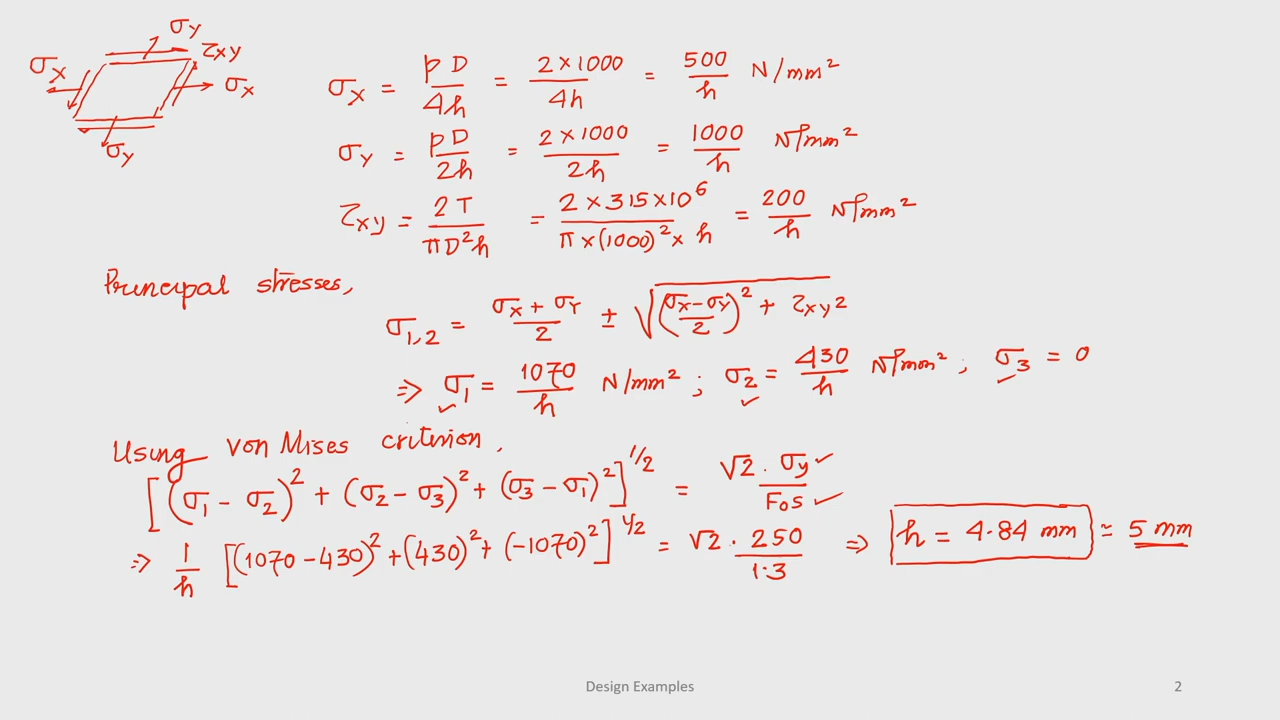 σY
τXY
σX
σX
σY
σX = pD/4h = 2×1000/4h = 500/h N/mm²
σY = pD/2h = 2×1000/2h = 1000/h N/mm²
τXY = 2T/πD²h = 2×315×10⁶/π×(1000)²×h = 200/h N/mm²
Principal stresses,
σ1,2 = σX+σY/2 ± √(σX−σY/2)² + τXY²
⇒ σ1 = 1070/h N/mm² ; σ2 = 430/h N/mm² ; σ3 = 0
Using von Mises criterion,
[(σ1 − σ2)² + (σ2 − σ3)² + (σ3 − σ1)²]^1/2 = √2 . σy/FoS
⇒ 1/h [(1070 − 430)² + (430)² + (−1070)²]^1/2 = √2 . 250/1.3 ⇒ h = 4.84 mm ≈ 5 mm
Design Examples
2